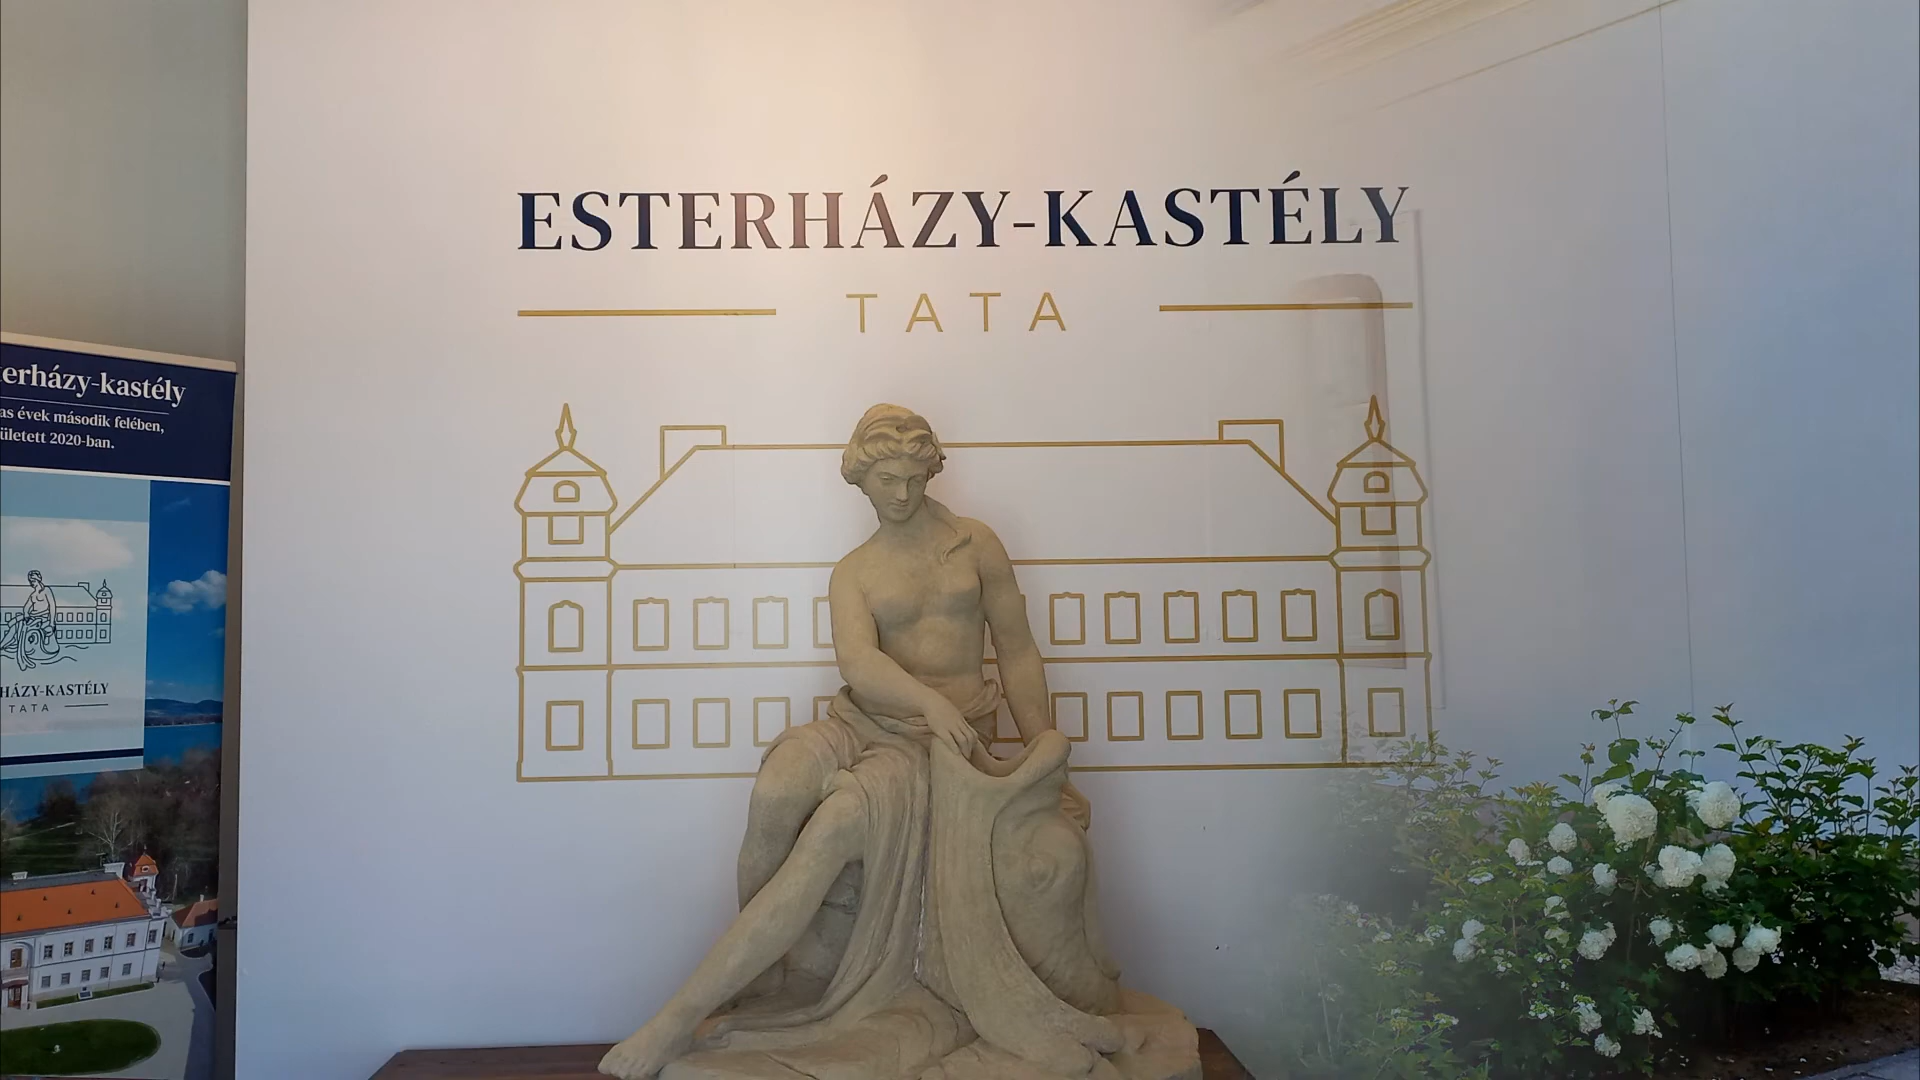 ESTERHÁZY-KASTÉLY
TATA
erházy-kastély
as évek második felében,
ületett 2020-ban.
HÁZY-KASTÉLY
TATA